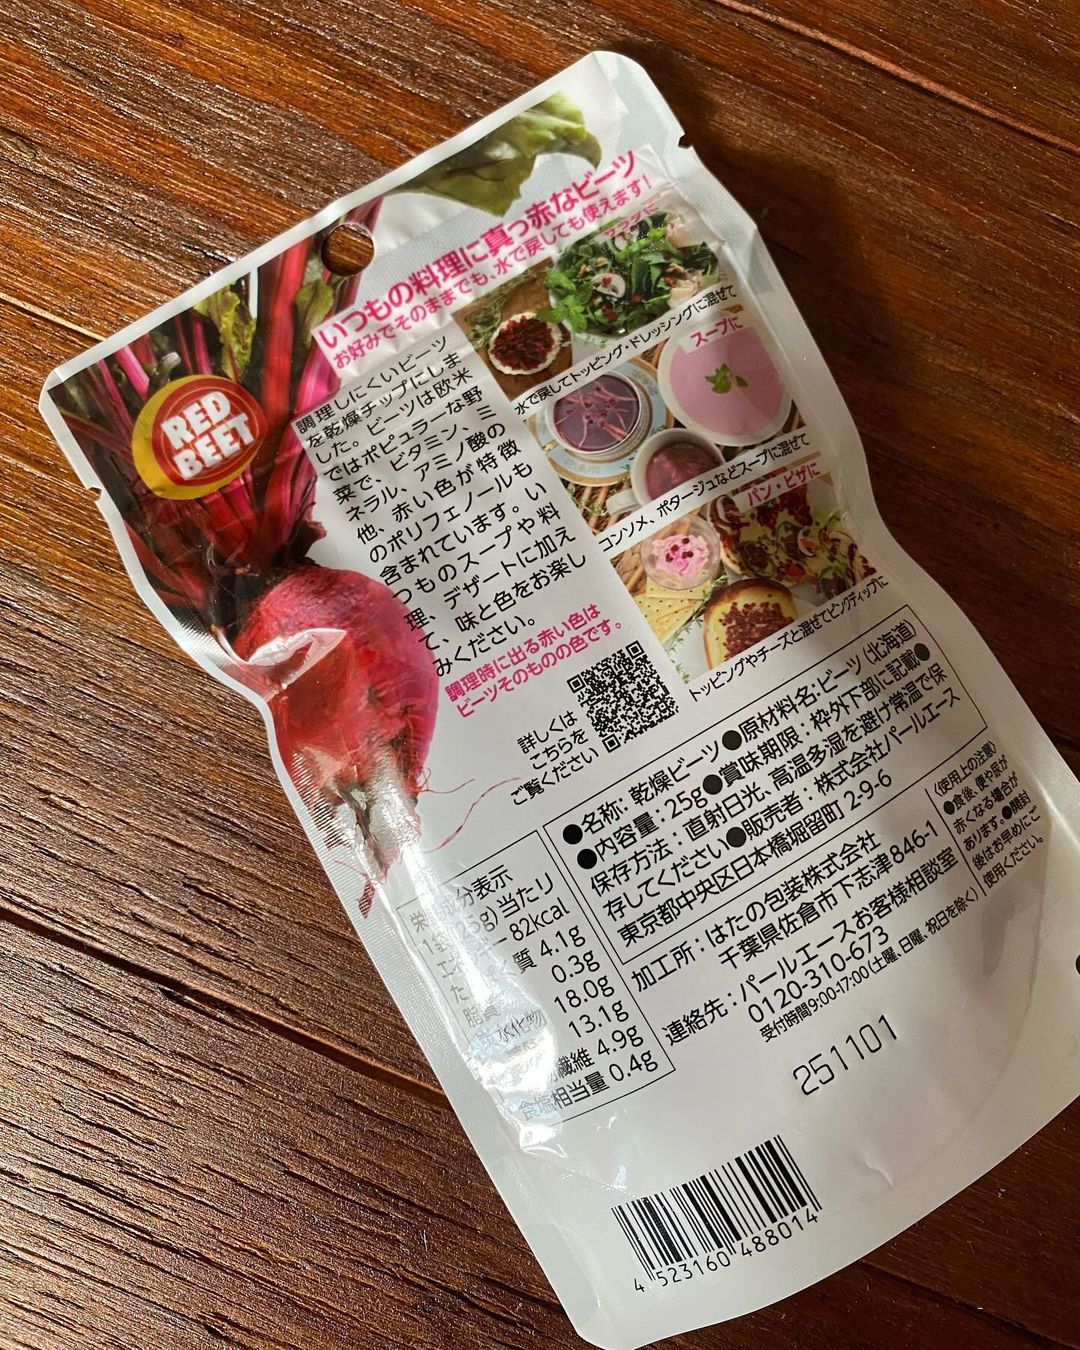 いつもの料理に真っ赤なビーツ
お好みでそのままでも、水で戻しても使えます!
RED
BEET
調理しにくいビーツ
を乾燥チップにしま
した。ビーツは欧米
ではポピュラーな野
菜で、ビタミン、ミ
ネラル、アミノ酸の
他、赤い色が特徴
のポリフェノールも
含まれています。い
つものスープや料
理、デザートに加え
て、味と色をお楽し
みください。
調理時に出る赤い色は
ビーツそのものの色です。
詳しくは
こちらを
ご覧ください
サラダに
水で戻してトッピング・ドレッシングに混ぜて
スープに
コンソメ、ポタージュなどスープに混ぜて
パン・ピザに
トッピングやチーズと混ぜてピンクディップに
●名称:乾燥ビーツ●原材料名:ビーツ(北海道)
●内容量:25g●賞味期限:枠外下部に記載●
保存方法:直射日光、高温多湿を避け常温で保
存してください●販売者:株式会社パールエース
東京都中央区日本橋堀留町 2-9-6
加工所:はたの包装株式会社
千葉県佐倉市下志津 846-1
連絡先:パールエースお客様相談室
0120-310-673
受付時間9:00-17:00(土曜、日曜、祝日を除く)
〈使用上の注意〉
●食後、便や尿が
赤くなる場合が
あります。●開封
後はお早めにご
使用ください。
成分表示
25g)当たり
82kcal
質 4.1g
0.3g
水化物 18.0g
13.1g
繊維 4.9g
食塩相当量 0.4g
251101
4 523160 488014